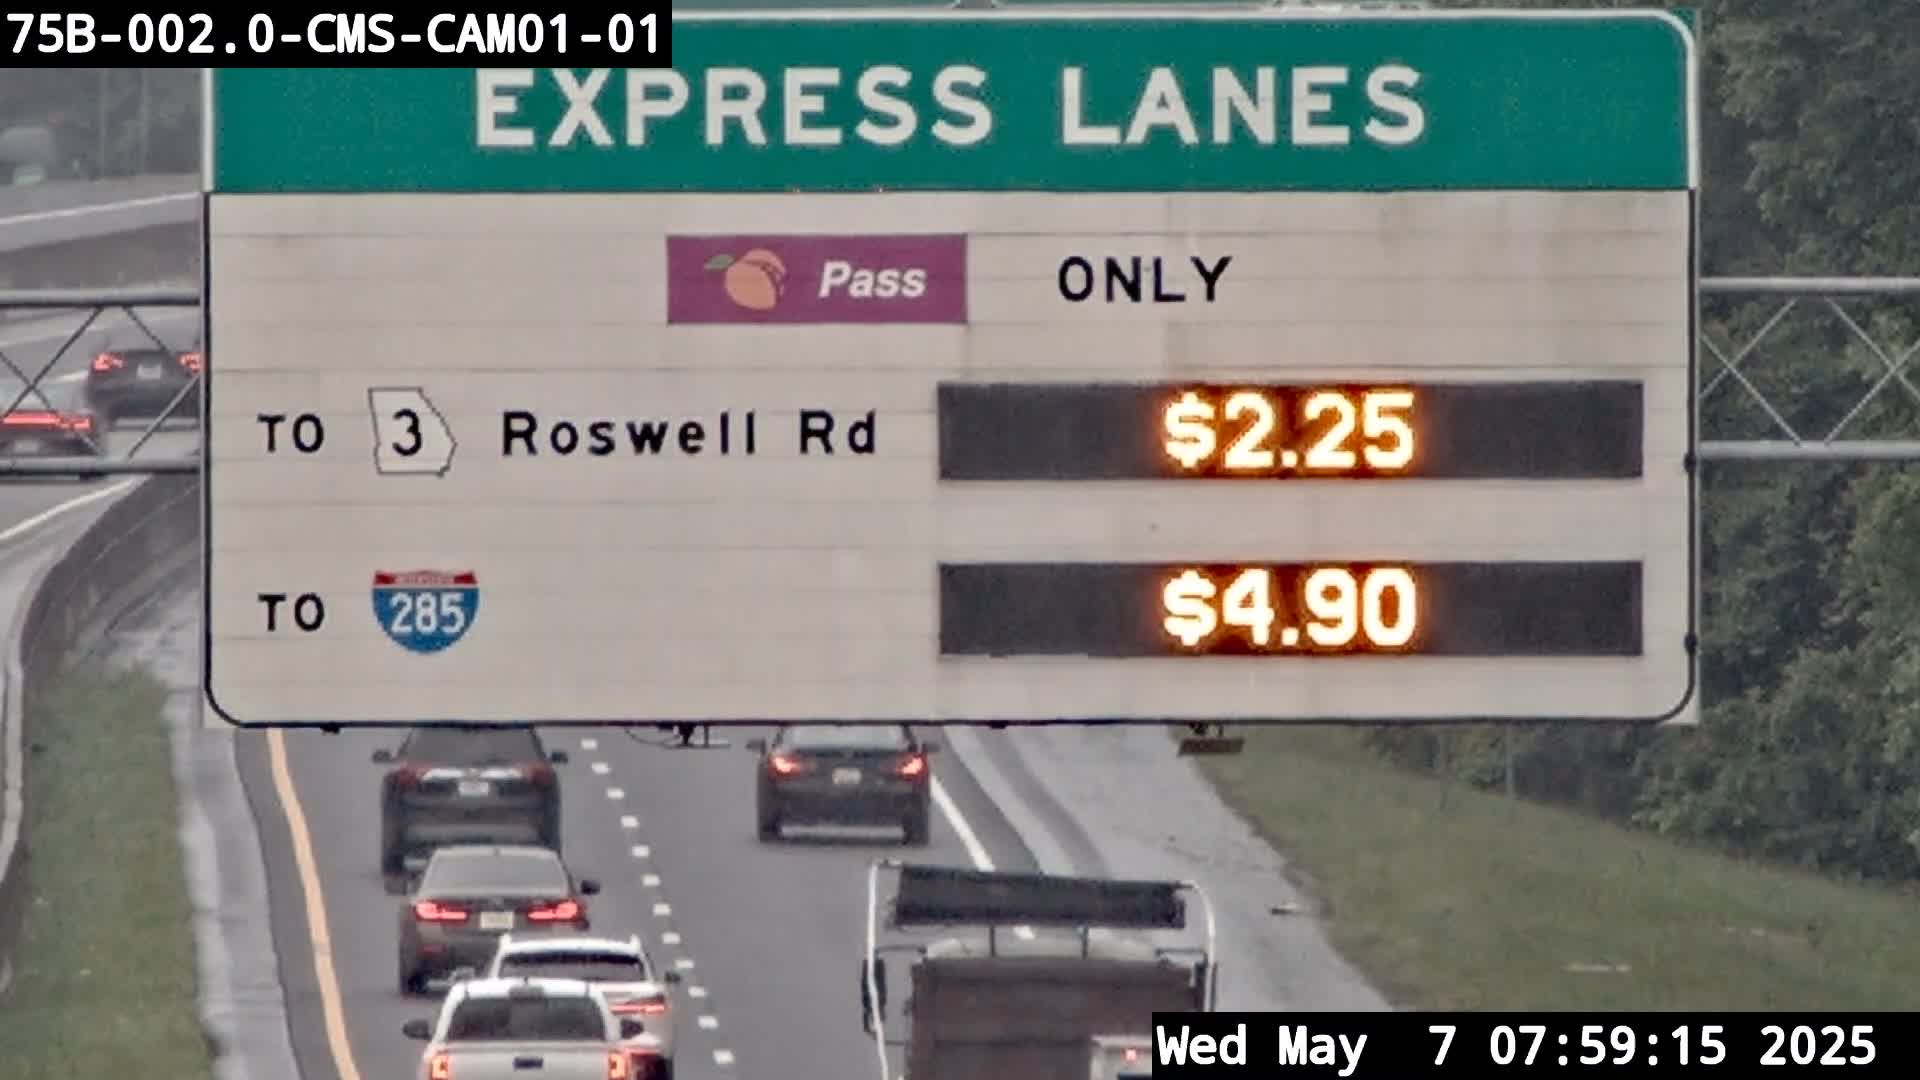 75B-002.0-CMS-CAM01-01
EXPRESS LANES
Pass ONLY
TO 3 Roswell Rd $2.25
TO 285 $4.90
Wed May 7 07:59:15 2025